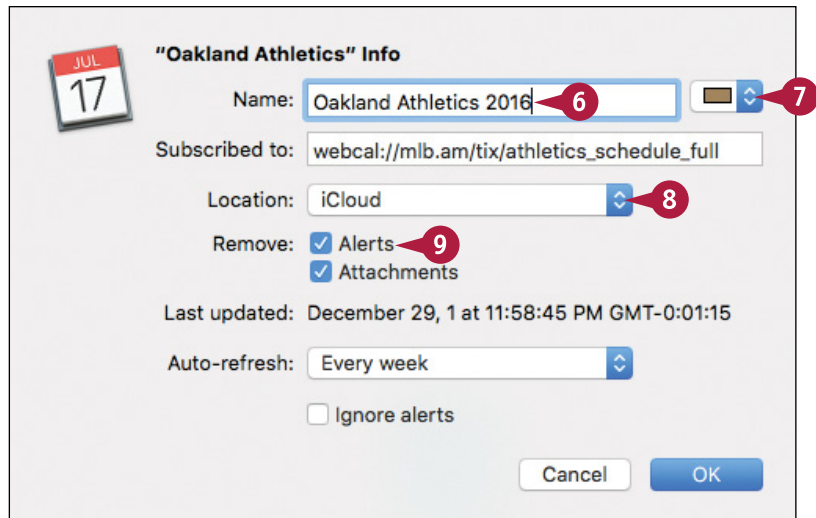 "Oakland Athletics" Info
JUL
17
Name: Oakland Athletics 2016 6 7
Subscribed to: webcal://mlb.am/tix/athletics_schedule_full
Location: iCloud 8
Remove: Alerts 9
Attachments
Last updated: December 29, 1 at 11:58:45 PM GMT-0:01:15
Auto-refresh: Every week
Ignore alerts
Cancel OK